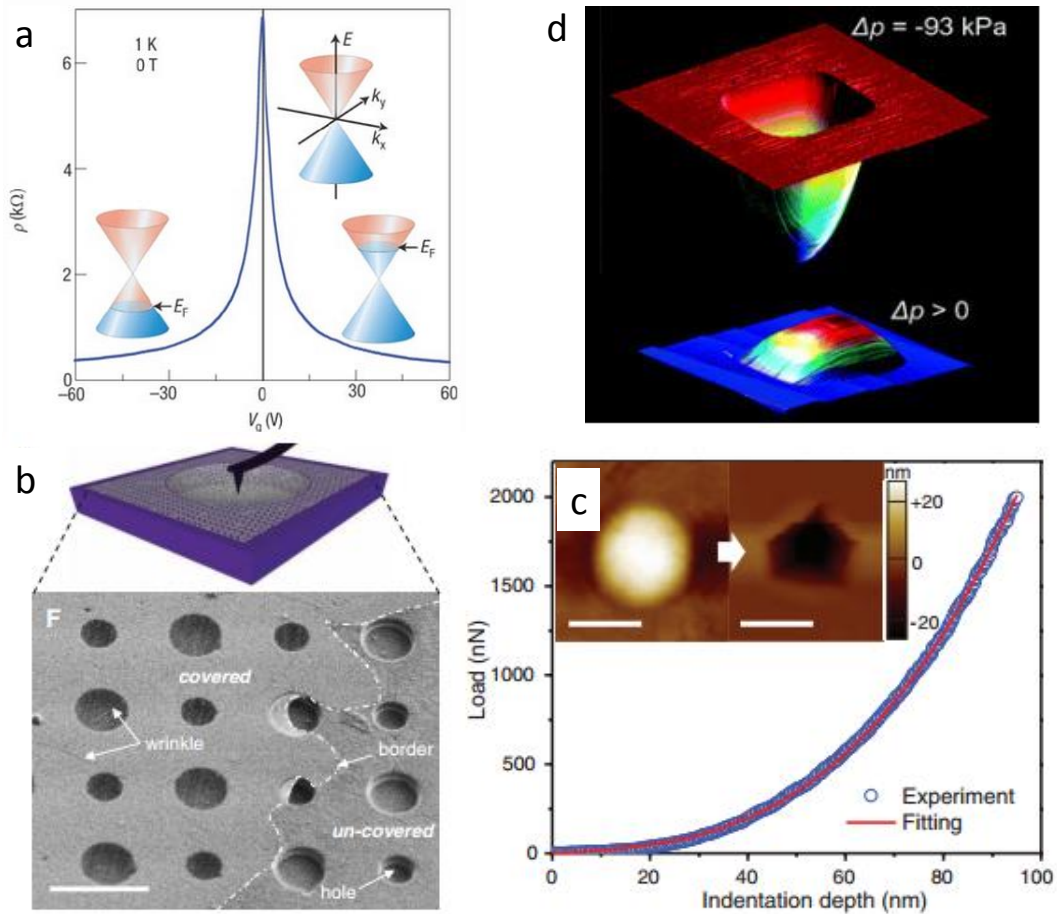 a
1 K
0 T
E
k_y
k_x
E_F
E_F
ρ (kΩ)
6
4
2
0
−60
−30
0
30
60
V_g (V)
d
Δp = -93 kPa
Δp > 0
b
F
covered
wrinkle
border
un-covered
hole
c
nm
+20
0
-20
Load (nN)
2000
1500
1000
500
0
Experiment
Fitting
0
20
40
60
80
100
Indentation depth (nm)